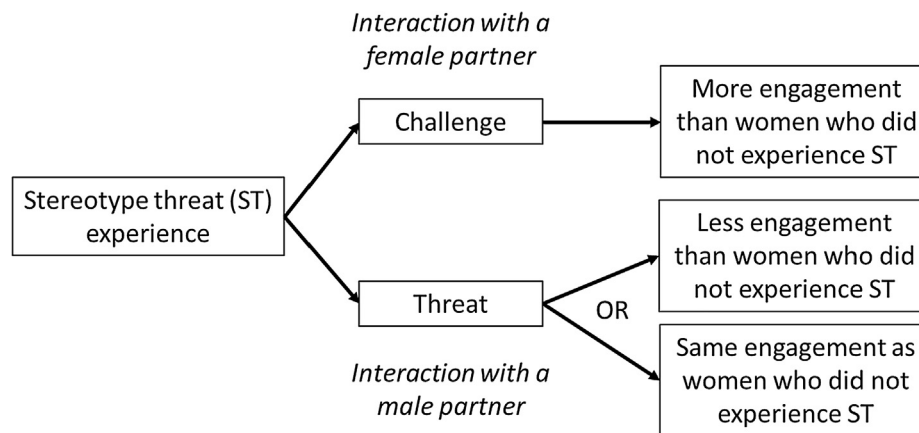 Interaction with a
female partner
More engagement
than women who did
not experience ST
Challenge
Stereotype threat (ST)
experience
Less engagement
than women who did
not experience ST
Threat
OR
Interaction with a
male partner
Same engagement as
women who did not
experience ST